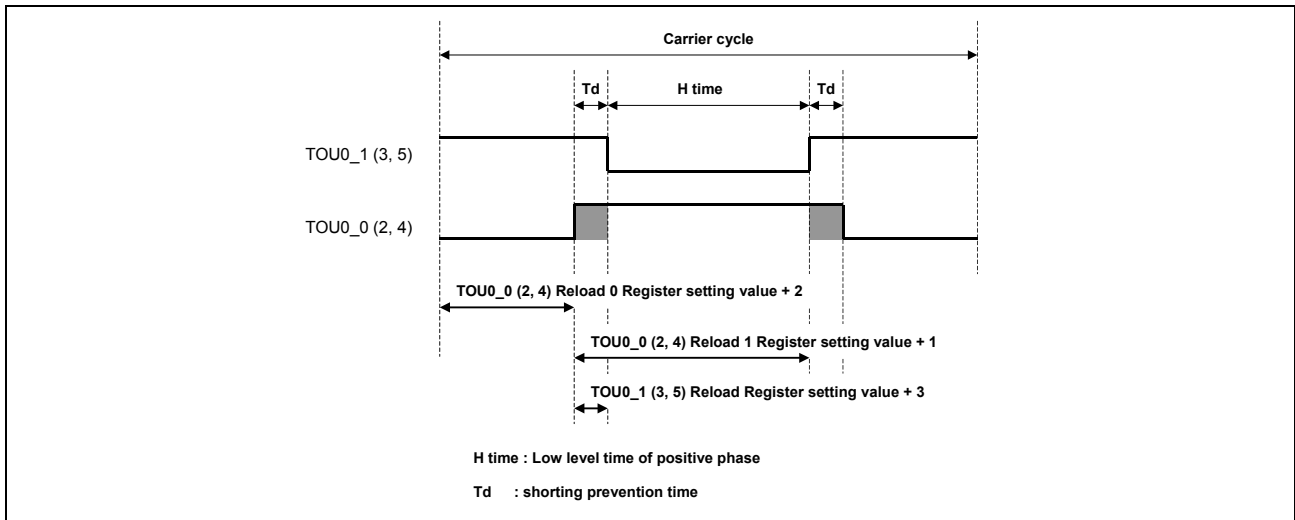 Carrier cycle
Td H time Td
TOU0_1 (3, 5)
TOU0_0 (2, 4)
TOU0_0 (2, 4) Reload 0 Register setting value + 2
TOU0_0 (2, 4) Reload 1 Register setting value + 1
TOU0_1 (3, 5) Reload Register setting value + 3
H time : Low level time of positive phase
Td : shorting prevention time